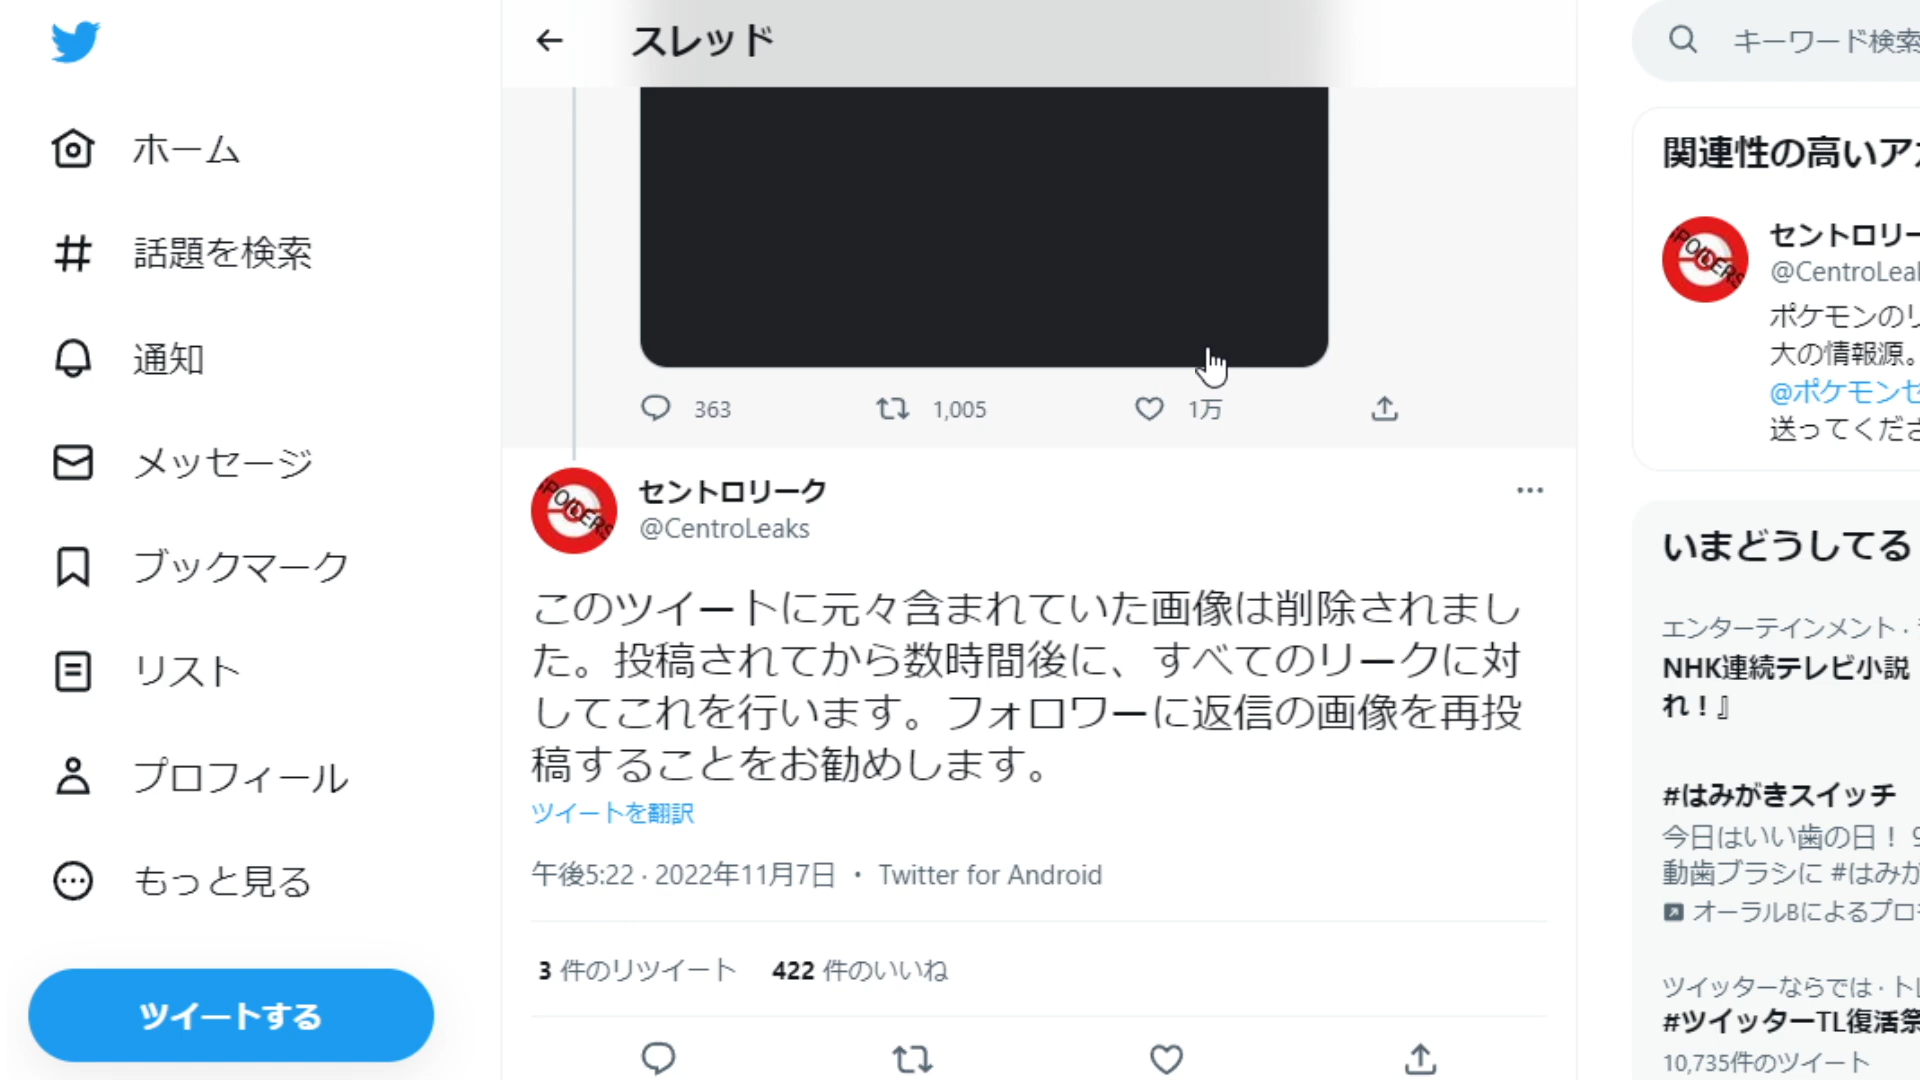 スレッド
キーワード検索
ホーム
話題を検索
通知
メッセージ
ブックマーク
リスト
プロフィール
もっと見る
ツイートする
363
1,005
1万
セントロリーク
@CentroLeaks
このツイートに元々含まれていた画像は削除されまし
た。投稿されてから数時間後に、すべてのリークに対
してこれを行います。フォロワーに返信の画像を再投
稿することをお勧めします。
ツイートを翻訳
午後5:22 · 2022年11月7日 · Twitter for Android
3 件のリツイート 422 件のいいね
関連性の高いア
セントロリー
@CentroLeak
ポケモンのリ
大の情報源。
@ポケモンセ
送ってくださ
いまどうしてる
エンターテインメント ·
NHK連続テレビ小説
れ！』
#はみがきスイッチ
今日はいい歯の日！
動歯ブラシに #はみが
オーラルBによるプロ
ツイッターならでは · トレ
#ツイッターTL復活祭
10,735件のツイート